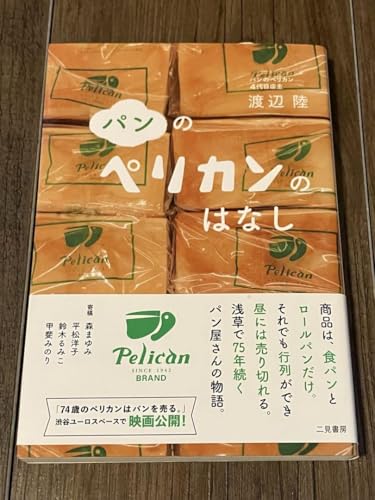 パンの
ペリカンの
はなし
パンのペリカン
4代目店主
渡辺 陸
Pelican
Pelican
Pelican
Pelican
商品は、食パンと
ロールパンだけ。
それでも行列ができ
昼には売り切れる。
浅草で75年続く
パン屋さんの物語。
Pelican
SINCE 1942
BRAND
寄稿
森まゆみ
平松洋子
鈴木るみこ
甲斐みのり
「74歳のペリカンはパンを売る。」
渋谷ユーロスペースで映画公開!
二見書房